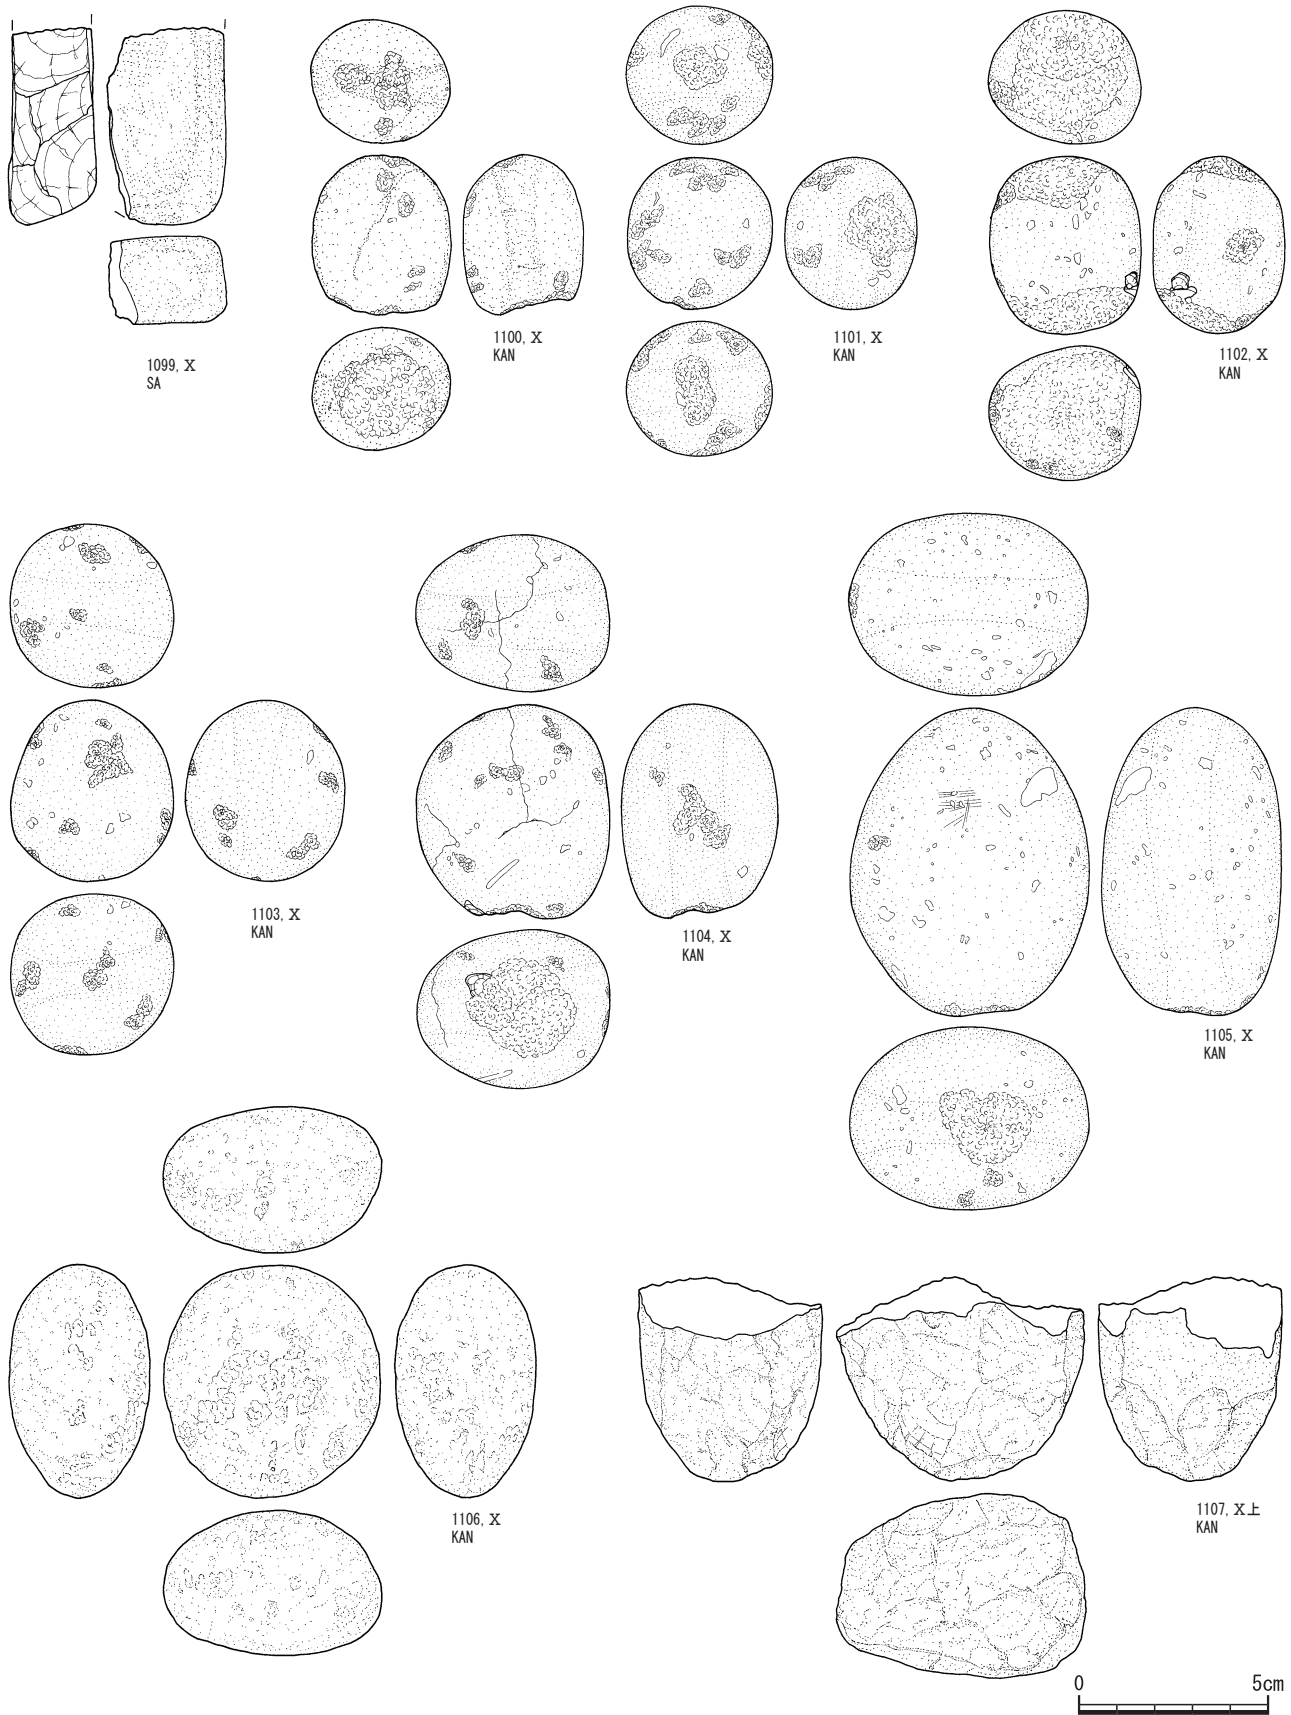 1099, X
SA
1100, X
KAN
1101, X
KAN
1102, X
KAN
1103, X
KAN
1104, X
KAN
1105, X
KAN
1106, X
KAN
1107, X上
KAN
0 5cm